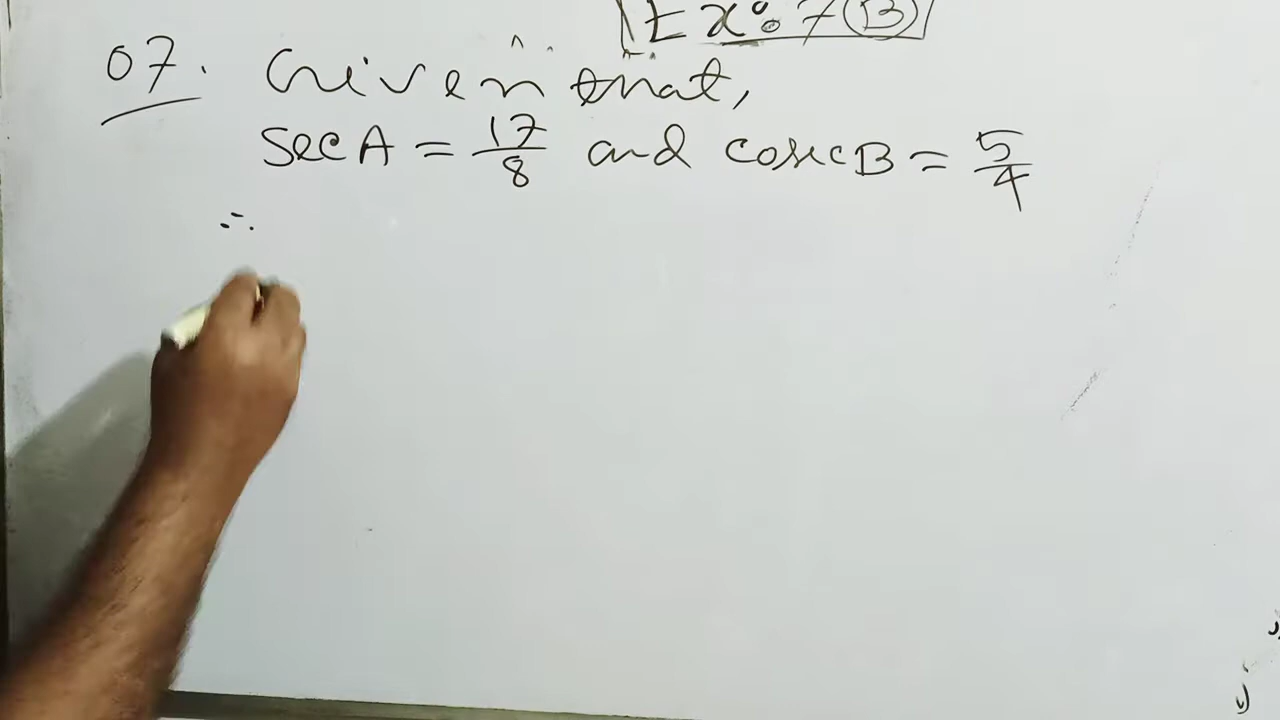 Ex: 7(B)
07. Given that,
sec A = 17/8 and cosec B = 5/4
∴